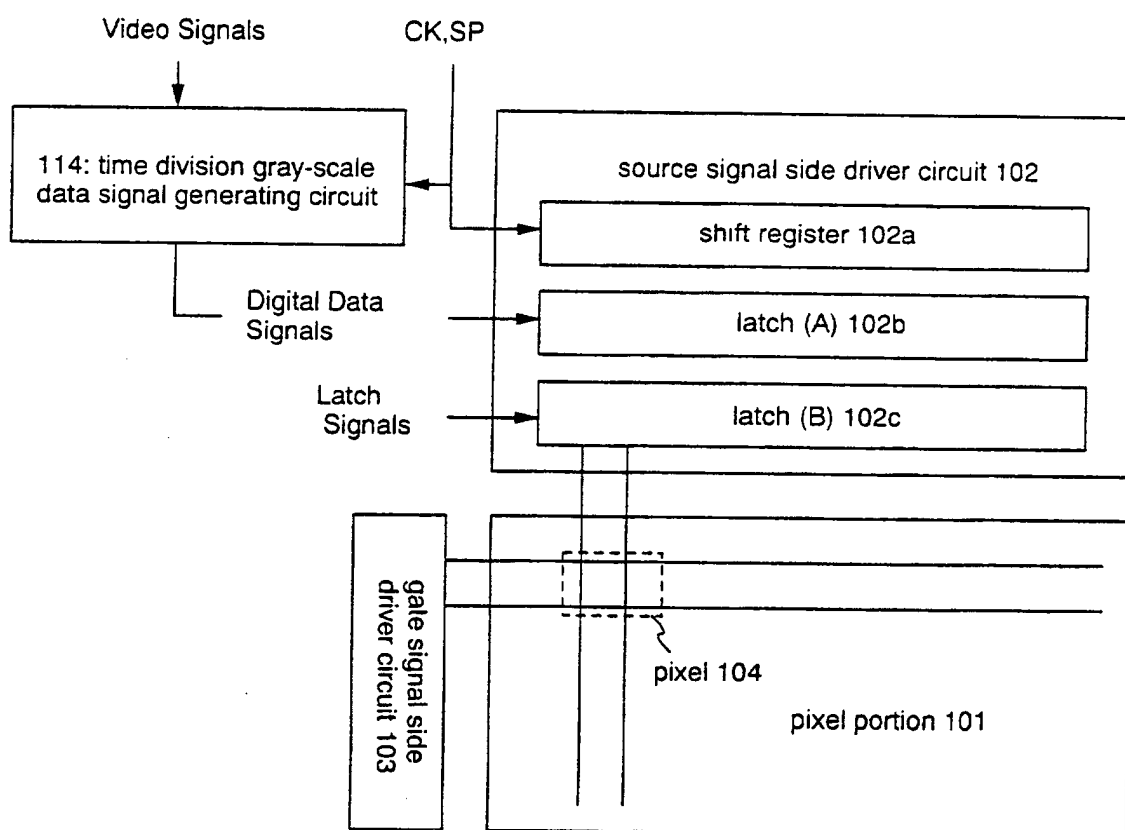 Video Signals
CK,SP
114: time division gray-scale
data signal generating circuit
source signal side driver circuit 102
shift register 102a
Digital Data
Signals
latch (A) 102b
Latch
Signals
latch (B) 102c
gate signal side
driver circuit 103
pixel 104
pixel portion 101